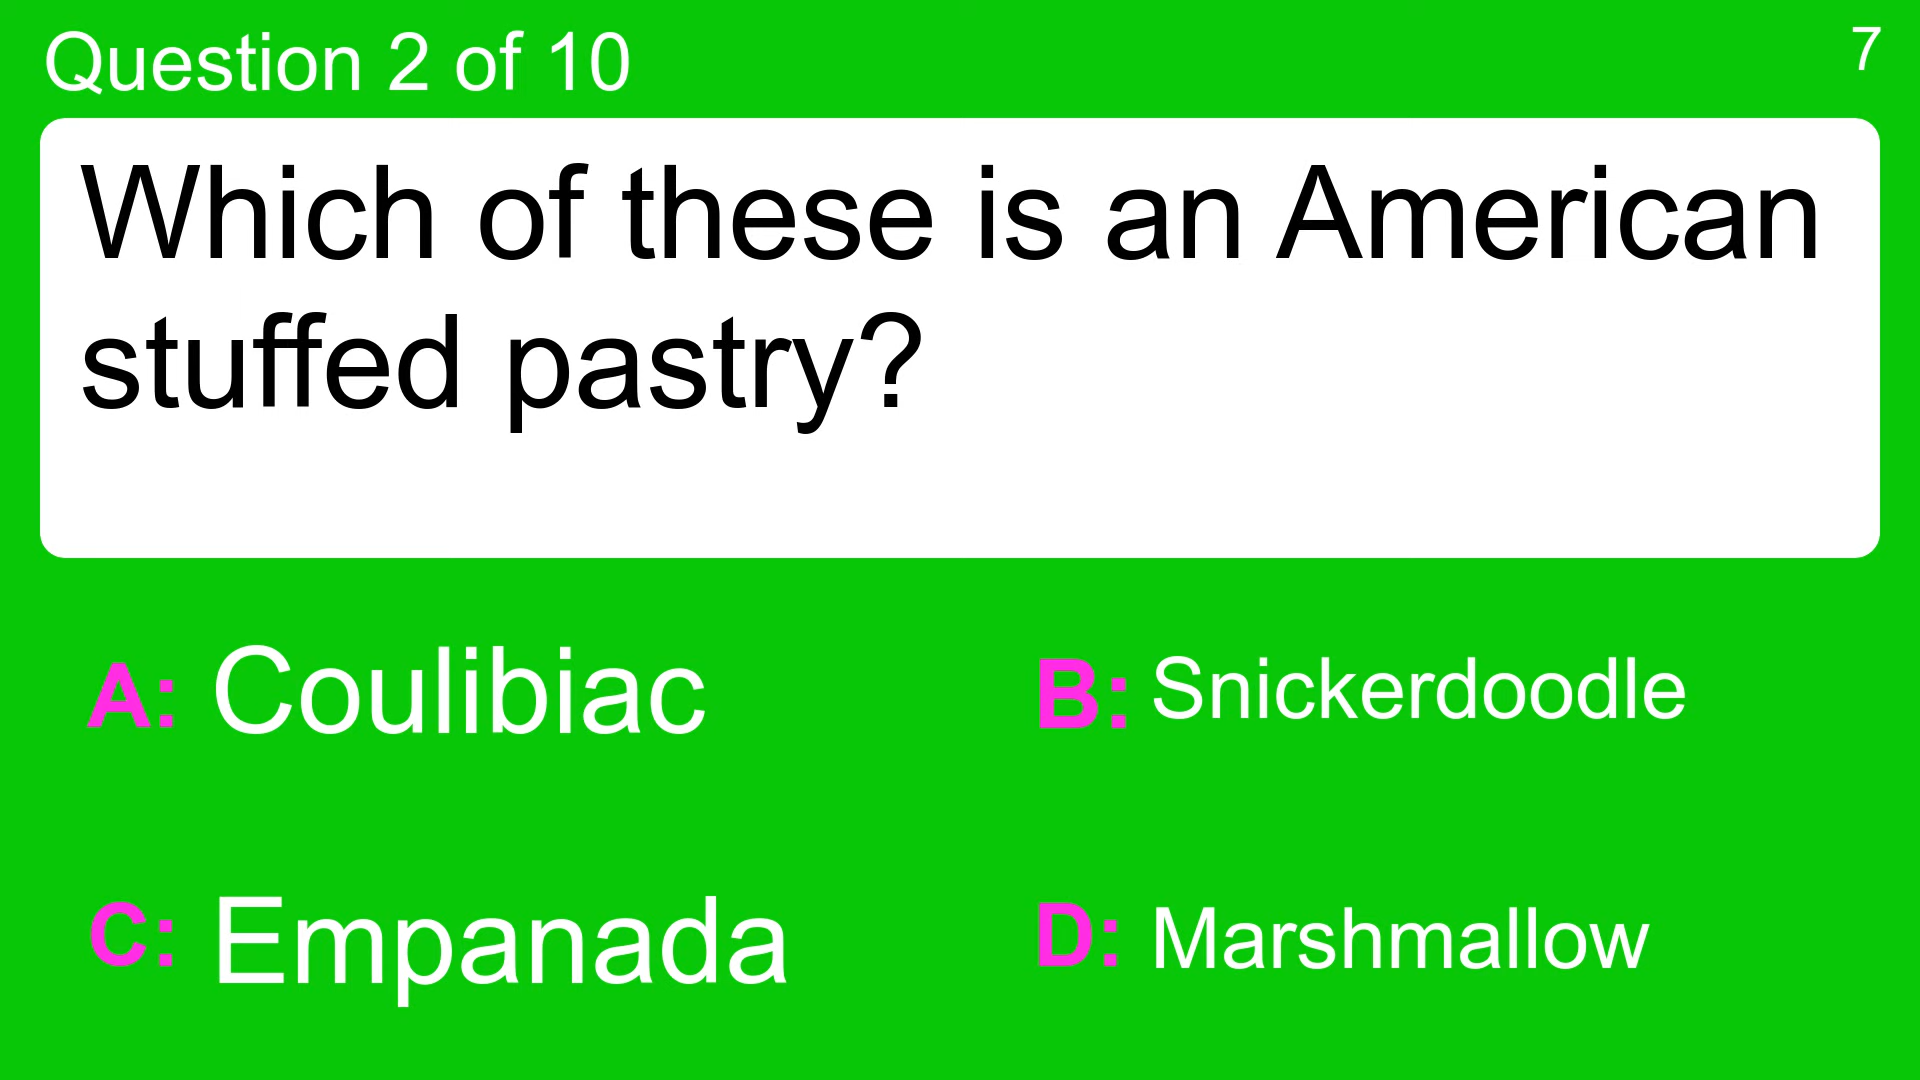 Question 2 of 10
7
Which of these is an American
stuffed pastry?
A: Coulibiac
B: Snickerdoodle
C: Empanada
D: Marshmallow